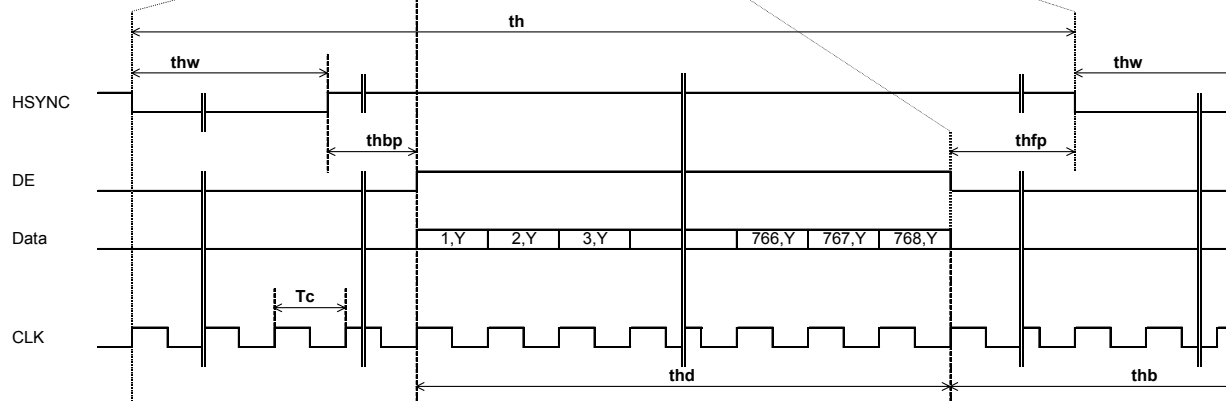 th
thw thw
HSYNC
thbp thfp
DE
Data 1,Y 2,Y 3,Y 766,Y 767,Y 768,Y
Tc
CLK
thd thb